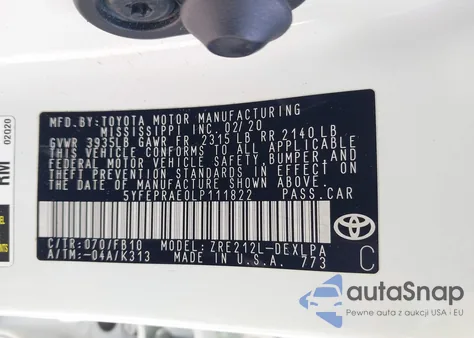 MFD.BY:TOYOTA MOTOR MANUFACTURING
MISSISSIPPI INC. 02/20
GVWR 3935LB GAWR FR 2315 LB RR 2140 LB
THIS VEHICLE CONFORMS TO ALL APPLICABLE
FEDERAL MOTOR VEHICLE SAFETY, BUMPER, AND
THEFT PREVENTION STANDARDS IN EFFECT ON
THE DATE OF MANUFACTURE SHOWN ABOVE.
5YFEPRAE0LP111822 PASS.CAR
C/TR:070/FB10 MODEL:ZRE212L-DEXLPA
A/TM:-04A/K313 MADE IN U.S.A. 773
C
02020
RM
autoSnap
Pewne auta z aukcji USA i EU